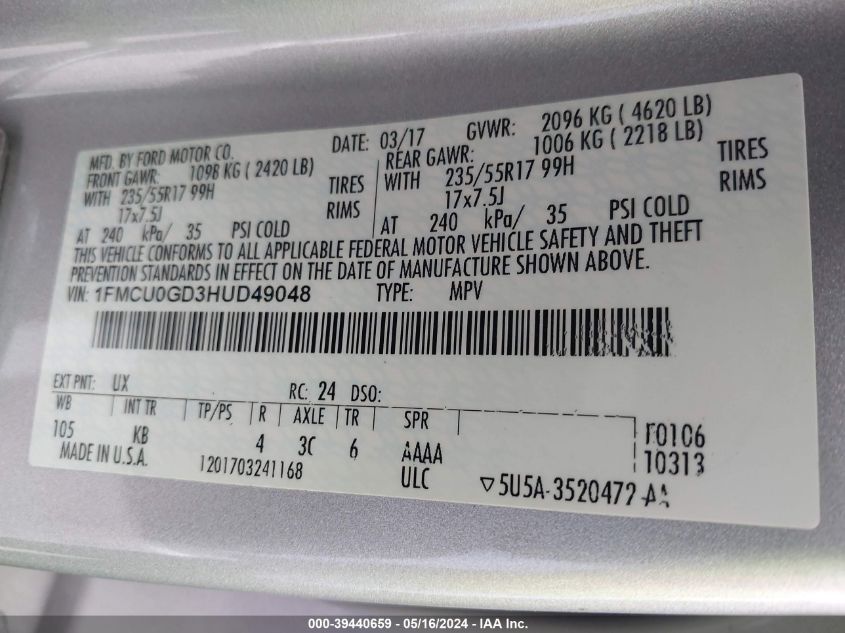 MFD. BY FORD MOTOR CO.
DATE: 03/17 GVWR: 2096 KG ( 4620 LB)
FRONT GAWR: 1098 KG ( 2420 LB)
REAR GAWR: 1006 KG ( 2218 LB)
WITH 235/55R17 99H TIRES
WITH 235/55R17 99H TIRES
17x7.5J RIMS
17x7.5J RIMS
AT 240 kPa/ 35 PSI COLD
AT 240 kPa/ 35 PSI COLD
THIS VEHICLE CONFORMS TO ALL APPLICABLE FEDERAL MOTOR VEHICLE SAFETY AND THEFT
PREVENTION STANDARDS IN EFFECT ON THE DATE OF MANUFACTURE SHOWN ABOVE.
VIN: 1FMCU0GD3HUD49048 TYPE: MPV
EXT PNT: UX RC: 24 DSO:
WB INT TR TP/PS R AXLE TR SPR
105 KB 4 3C 6 AAAA
F0106
MADE IN U.S.A. 1201703241168 ULC
10313
5U5A-3520472-AA
000-39440659 - 05/16/2024 - IAA Inc.